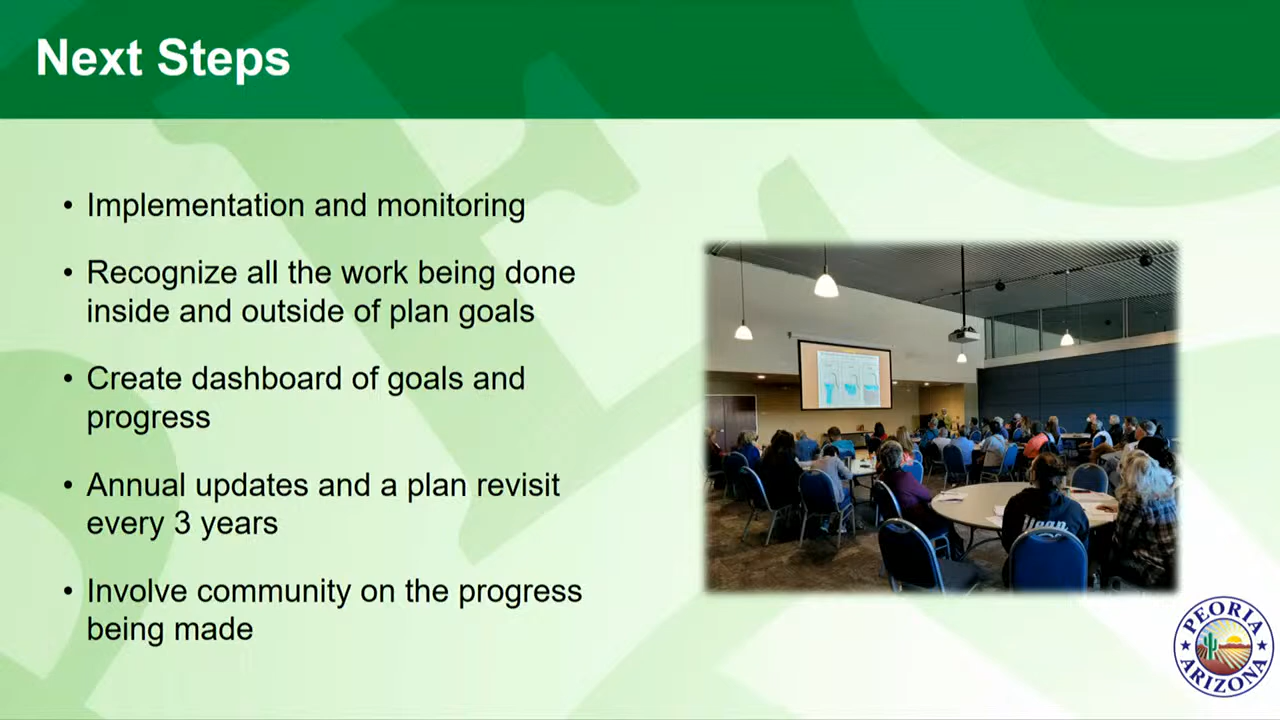 Next Steps
• Implementation and monitoring
• Recognize all the work being done
inside and outside of plan goals
• Create dashboard of goals and
progress
• Annual updates and a plan revisit
every 3 years
• Involve community on the progress
being made
PEORIA
ARIZONA